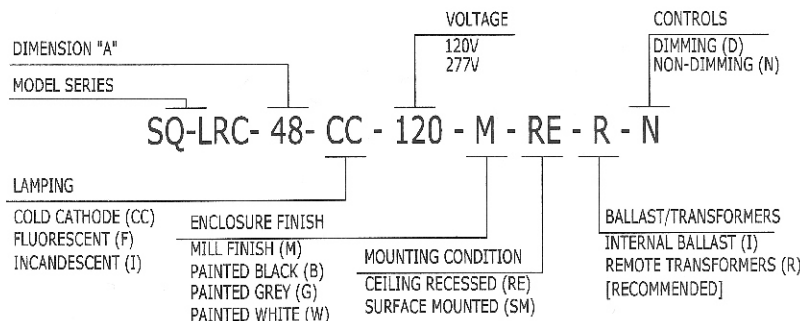 VOLTAGE
120V
277V
CONTROLS
DIMMING (D)
NON-DIMMING (N)
DIMENSION "A"
MODEL SERIES
SQ-LRC- 48- CC - 120 - M - RE - R - N
LAMPING
COLD CATHODE (CC)
FLUORESCENT (F)
INCANDESCENT (I)
ENCLOSURE FINISH
MILL FINISH (M)
PAINTED BLACK (B)
PAINTED GREY (G)
PAINTED WHITE (W)
MOUNTING CONDITION
CEILING RECESSED (RE)
SURFACE MOUNTED (SM)
BALLAST/TRANSFORMERS
INTERNAL BALLAST (I)
REMOTE TRANSFORMERS (R)
[RECOMMENDED]